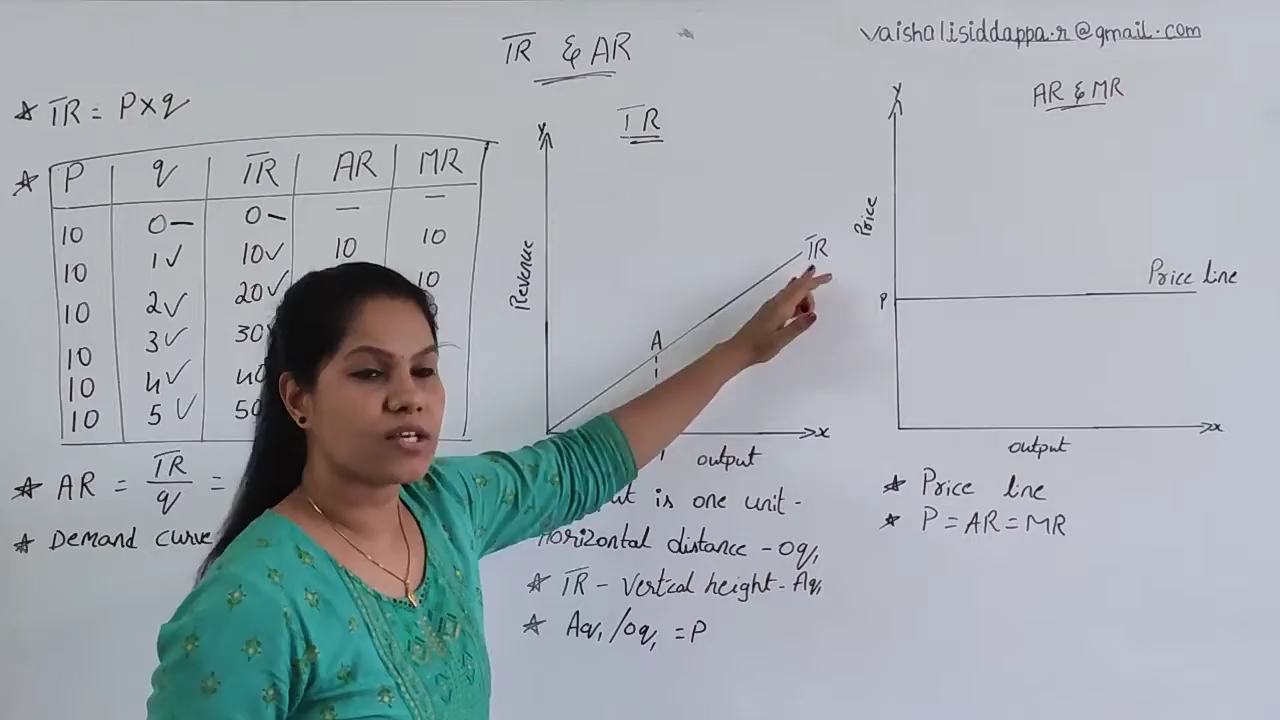 TR & AR
vaishalisiddappa.r@gmail.com
* TR = P×q
* P q TR AR MR
10 0 – 0 – – –
10 1✓ 10✓ 10 10
10 2✓ 20✓ 10
10 3✓ 30
10 4✓ 40
10 5✓ 50
* AR = TR/q =
* Demand curve
TR
y
Revenue
TR
A
x
output
is one unit -
Horizontal distance - Oq₁
* TR - Vertical height - Aq₁
* Aq₁/Oq₁ = P
AR & MR
y
Price
Price line
P
x
output
* Price line
* P = AR = MR